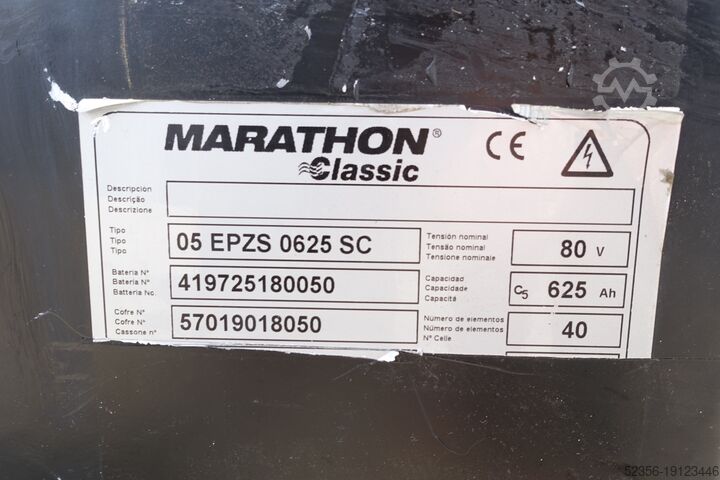 MARATHON®
Classic
CE
Descripcion
Descrição
Descrizione
Tipo
Tipo
Tipo
05 EPZS 0625 SC
Tensión nominal
Tensão nominal
Tensione nominale
80 V
Bateria N°
Bateria N°
Batteria No.
419725180050
Capacidad
Capacidade
Capacità
C5 625 Ah
Cofre N°
Cofre N°
Cassone n°
57019018050
Número de elementos
Número de elementos
N° Celle
40
52356-19123446